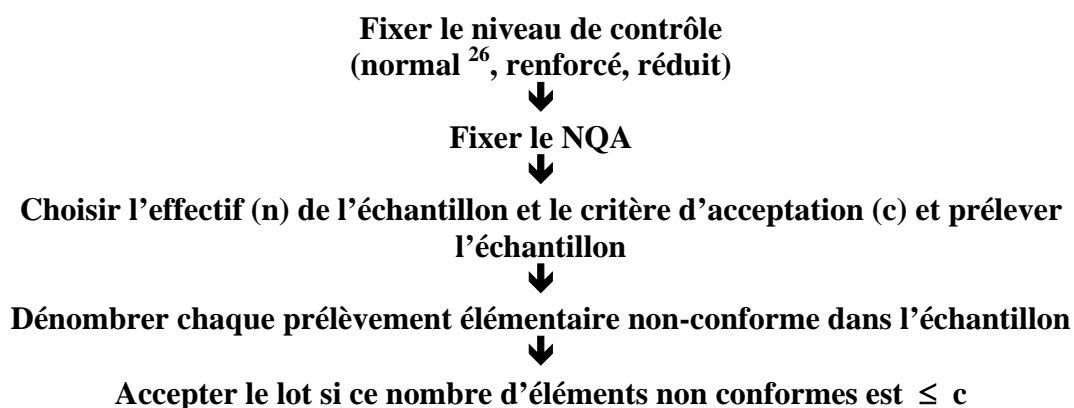 Fixer le niveau de contrôle
(normal 26, renforcé, réduit)
Fixer le NQA
Choisir l’effectif (n) de l’échantillon et le critère d’acceptation (c) et prélever
l’échantillon
Dénombrer chaque prélèvement élémentaire non-conforme dans l’échantillon
Accepter le lot si ce nombre d’éléments non conformes est ≤ c